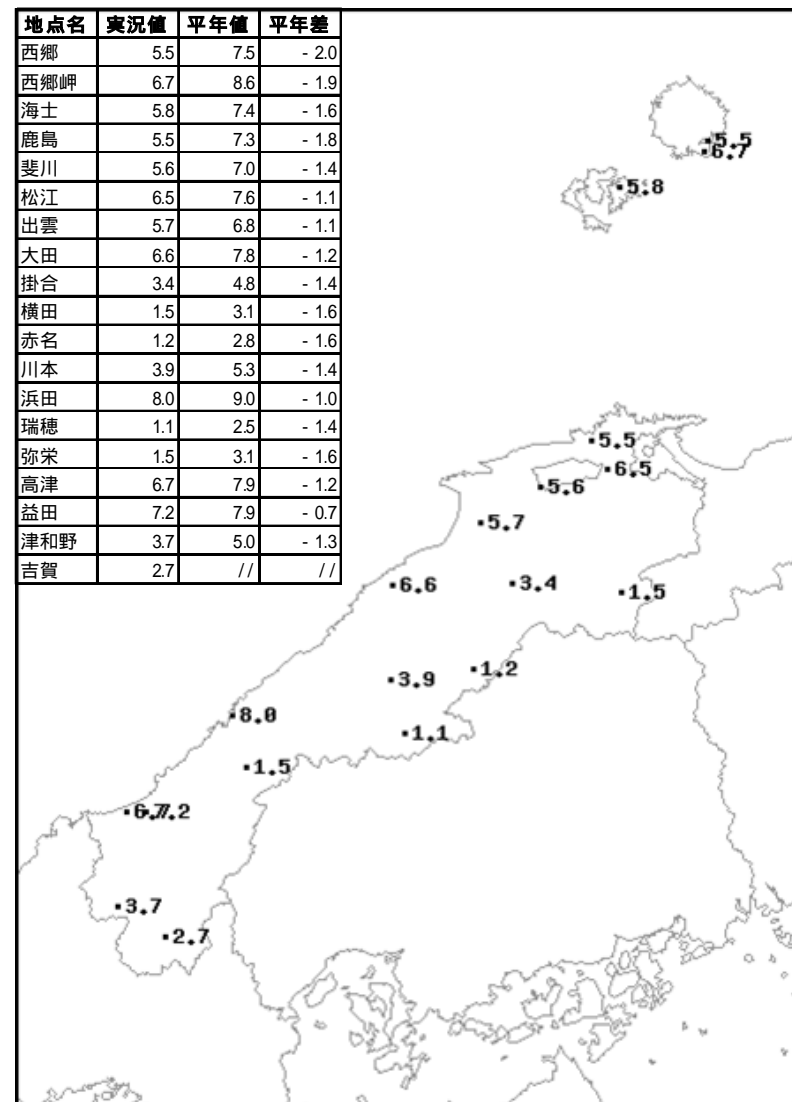 地点名 実況値 平年値 平年差
西郷 5.5 7.5 - 2.0
西郷岬 6.7 8.6 - 1.9
海士 5.8 7.4 - 1.6
鹿島 5.5 7.3 - 1.8
斐川 5.6 7.0 - 1.4
松江 6.5 7.6 - 1.1
出雲 5.7 6.8 - 1.1
大田 6.6 7.8 - 1.2
掛合 3.4 4.8 - 1.4
横田 1.5 3.1 - 1.6
赤名 1.2 2.8 - 1.6
川本 3.9 5.3 - 1.4
浜田 8.0 9.0 - 1.0
瑞穂 1.1 2.5 - 1.4
弥栄 1.5 3.1 - 1.6
高津 6.7 7.9 - 1.2
益田 7.2 7.9 - 0.7
津和野 3.7 5.0 - 1.3
吉賀 2.7 // //
5.5
6.7
5.8
5.5
6.5
5.6
5.7
6.6
3.4
1.5
1.2
3.9
8.0
1.1
1.5
6.7
7.2
3.7
2.7